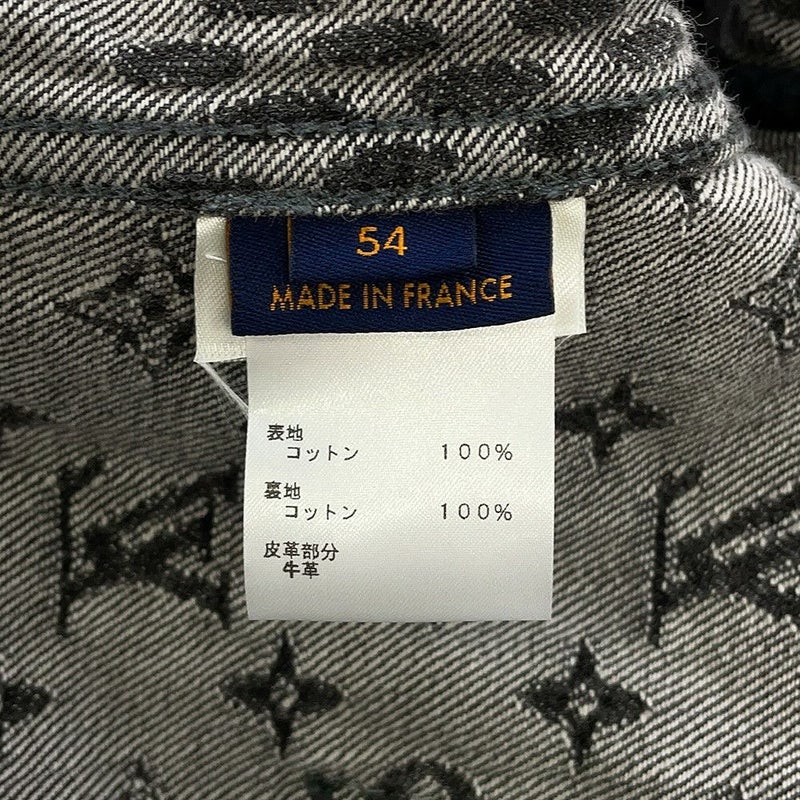 54
MADE IN FRANCE
表地
コットン 100%
裏地
コットン 100%
皮革部分
牛革